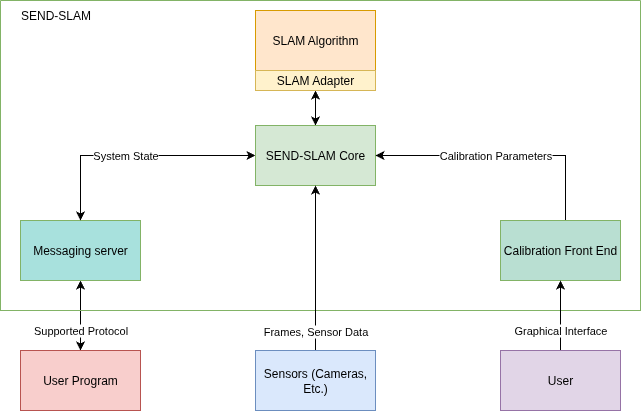 SEND-SLAM
SLAM Algorithm
SLAM Adapter
System State
SEND-SLAM Core
Calibration Parameters
Messaging server
Calibration Front End
Supported Protocol
Frames, Sensor Data
Graphical Interface
User Program
Sensors (Cameras,
Etc.)
User